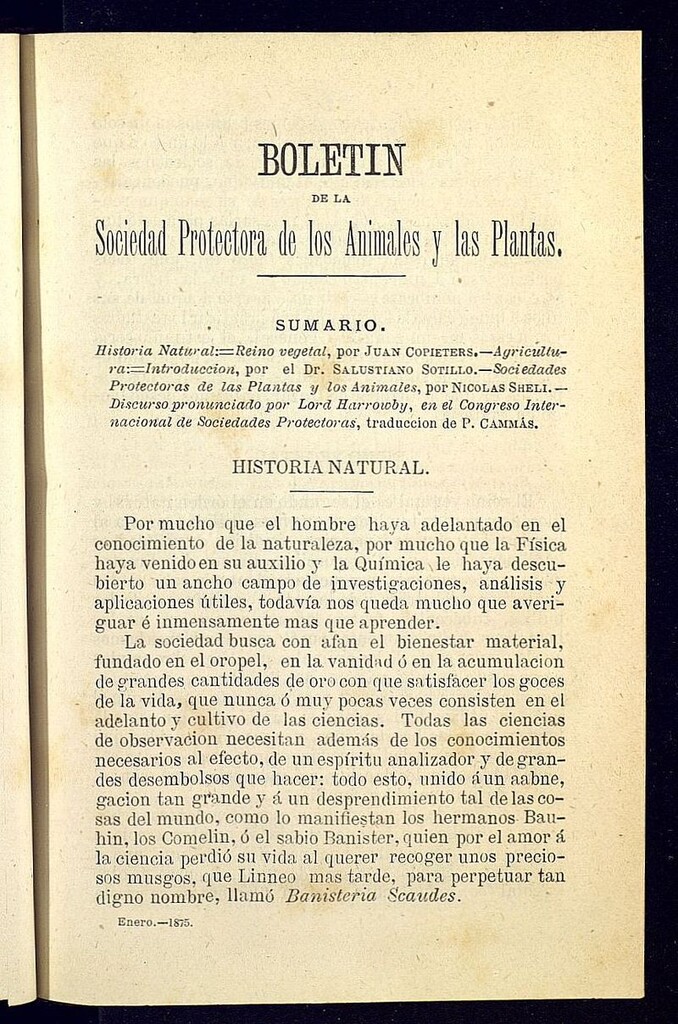 BOLETIN
DE LA
Sociedad Protectora de los Animales y las Plantas.
SUMARIO.
Historia Natural:=Reino vegetal, por JUAN COPIETERS.—Agricultu-
ra:=Introduccion, por el DR. SALUSTIANO SOTILLO.—Sociedades
Protectoras de las Plantas y los Animales, por NICOLAS SHELI.—
Discurso pronunciado por Lord Harrowby, en el Congreso Inter-
nacional de Sociedades Protectoras, traduccion de P. CAMMÁS.
HISTORIA NATURAL.
Por mucho que el hombre haya adelantado en el
conocimiento de la naturaleza, por mucho que la Física
haya venido en su auxilio y la Química le haya descu-
bierto un ancho campo de investigaciones, análisis y
aplicaciones útiles, todavía nos queda mucho que averi-
guar é inmensamente mas que aprender.
La sociedad busca con afan el bienestar material,
fundado en el oropel, en la vanidad ó en la acumulacion
de grandes cantidades de oro con que satisfacer los goces
de la vida, que nunca ó muy pocas veces consisten en el
adelanto y cultivo de las ciencias. Todas las ciencias
de observacion necesitan además de los conocimientos
necesarios al efecto, de un espíritu analizador y de gran-
des desembolsos que hacer: todo esto, unido áun aabne,
gacion tan grande y á un desprendimiento tal de las co-
sas del mundo, como lo manifiestan los hermanos Bau-
hin, los Comelin, ó el sabio Banister, quien por el amor á
la ciencia perdió su vida al querer recoger unos precio-
sos musgos, que Linneo mas tarde, para perpetuar tan
digno nombre, llamó Banisteria Scaudes.
Enero.—1875.